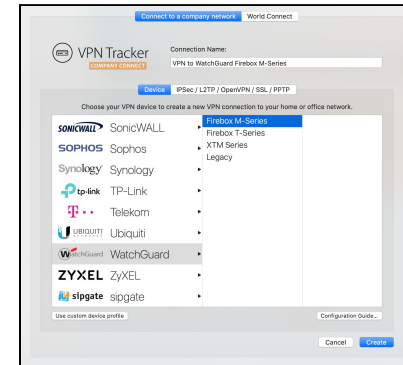 Connect to a company network World Connect
VPN Tracker
COMPANY CONNECT
Connection Name:
VPN to WatchGuard Firebox M-Series
Device IPSec / L2TP / OpenVPN / SSL / PPTP
Choose your VPN device to create a new VPN connection to your home or office network.
SONICWALL SonicWALL
SOPHOS Sophos
Synology Synology
tp-link TP-Link
T Telekom
UBIQUITI Ubiquiti
WatchGuard WatchGuard
ZYXEL ZyXEL
sipgate sipgate
Firebox M-Series
Firebox T-Series
XTM Series
Legacy
Use custom device profile
Configuration Guide...
Cancel Create